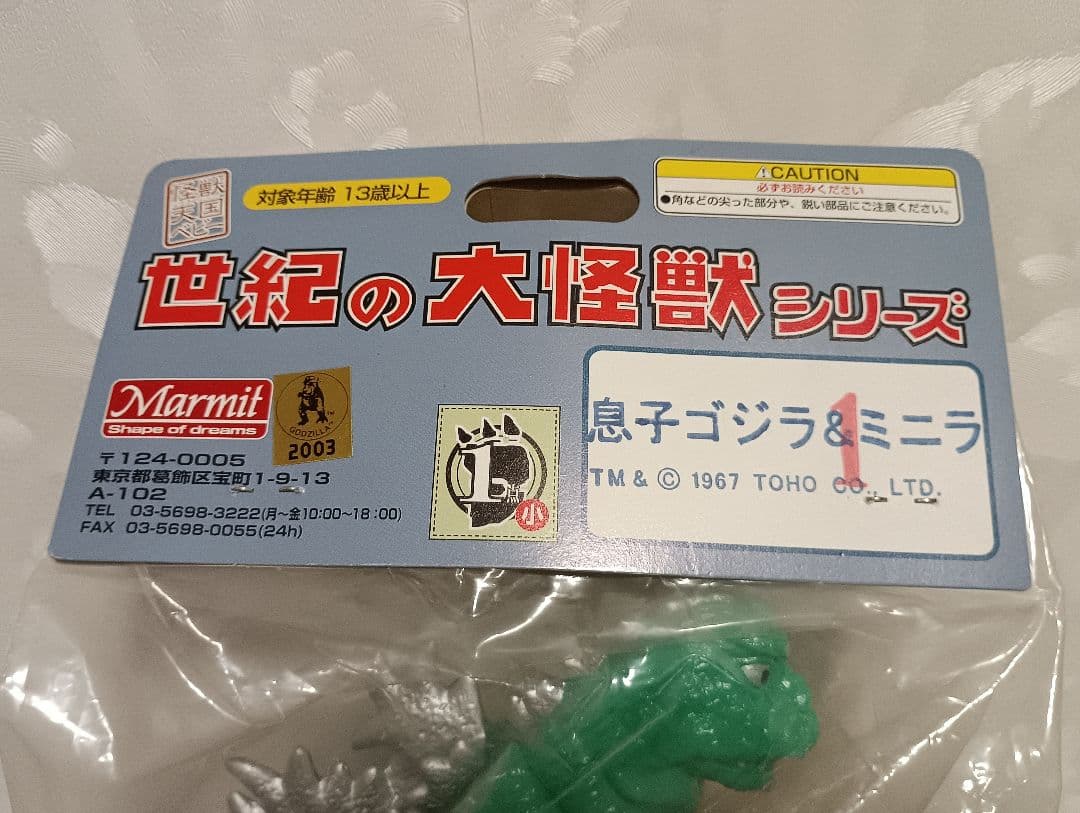 怪獣
天国
ベビー
対象年齢 13歳以上
⚠CAUTION
必ずお読みください
●角などの尖った部分や、鋭い部品にご注意ください。
世紀の大怪獣シリーズ
Marmit
Shape of dreams
GODZILLA™
2003
〒124-0005
東京都葛飾区宝町1-9-13
A-102
TEL 03-5698-3222(月〜金10:00〜18:00)
FAX 03-5698-0055(24h)
1点
小
息子ゴジラ&ミニラ
1
TM & © 1967 TOHO CO., LTD.